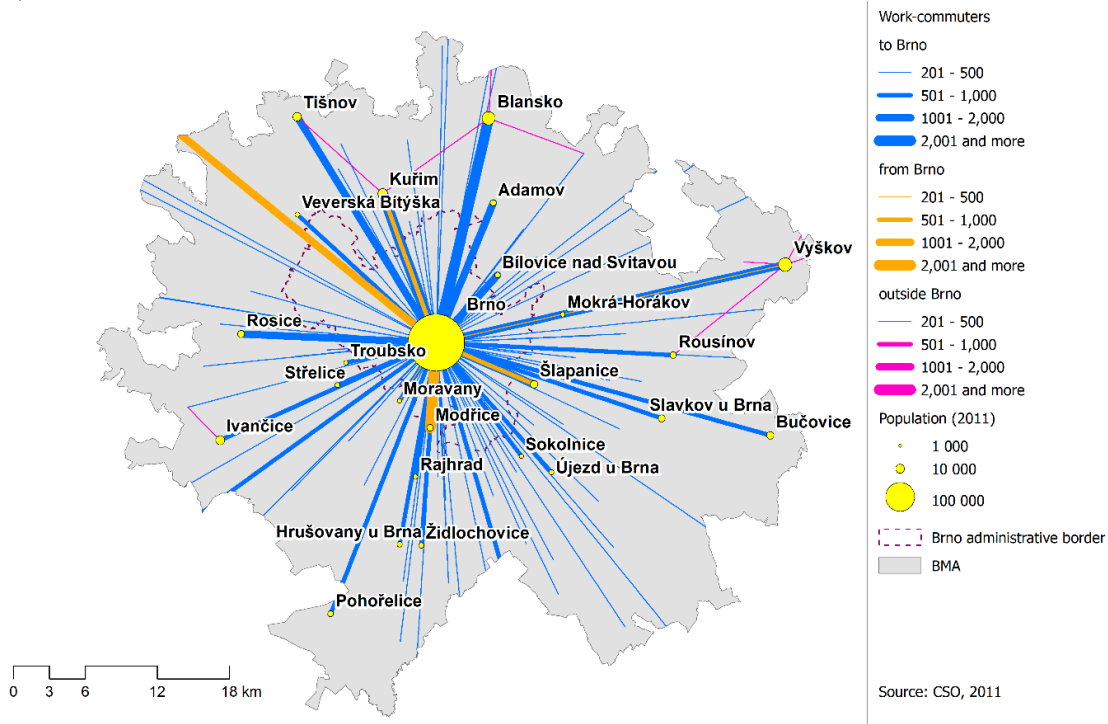 Tišnov
Blansko
Kuřim
Veverská Bítýška
Adamov
Vyškov
Bílovice nad Svitavou
Brno
Mokrá-Horákov
Rosice
Rousínov
Troubsko
Střelice
Šlapanice
Moravany
Slavkov u Brna
Ivančice
Modřice
Bučovice
Sokolnice
Rajhrad
Újezd u Brna
Hrušovany u Brna
Židlochovice
Pohořelice
0 3 6 12 18 km
Work-commuters
to Brno
201 - 500
501 - 1,000
1001 - 2,000
2,001 and more
from Brno
201 - 500
501 - 1,000
1001 - 2,000
2,001 and more
outside Brno
201 - 500
501 - 1,000
1001 - 2,000
2,001 and more
Population (2011)
1 000
10 000
100 000
Brno administrative border
BMA
Source: CSO, 2011